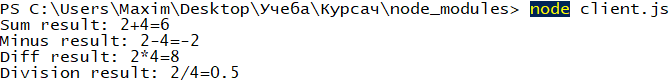 PS C:\Users\Maxim\Desktop\Учеба\Курсач\node_modules> node client.js
Sum result: 2+4=6
Minus result: 2-4=-2
Diff result: 2*4=8
Division result: 2/4=0.5